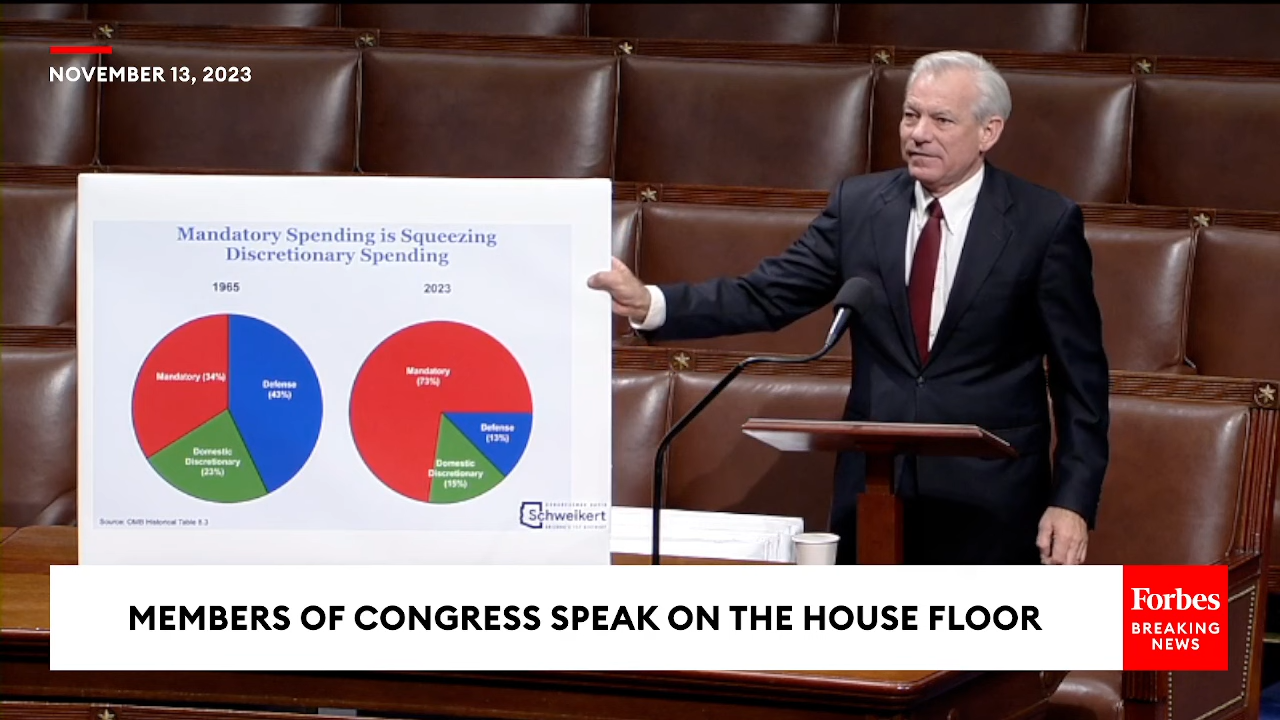 NOVEMBER 13, 2023
Mandatory Spending is Squeezing
Discretionary Spending
1965
2023
Mandatory (34%)
Defense
(43%)
Domestic
Discretionary
(23%)
Mandatory
(73%)
Defense
(13%)
Domestic
Discretionary
(15%)
Source: OMB Historical Table 8.3
Schweikert
MEMBERS OF CONGRESS SPEAK ON THE HOUSE FLOOR
Forbes
BREAKING
NEWS